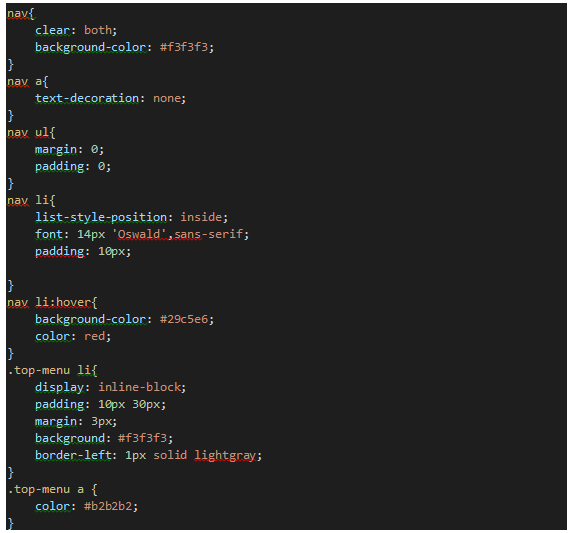 nav{
    clear: both;
    background-color: #f3f3f3;
}
nav a{
    text-decoration: none;
}
nav ul{
    margin: 0;
    padding: 0;
}
nav li{
    list-style-position: inside;
    font: 14px 'Oswald',sans-serif;
    padding: 10px;

}
nav li:hover{
    background-color: #29c5e6;
    color: red;
}
.top-menu li{
    display: inline-block;
    padding: 10px 30px;
    margin: 3px;
    background: #f3f3f3;
    border-left: 1px solid lightgray;
}
.top-menu a {
    color: #b2b2b2;
}